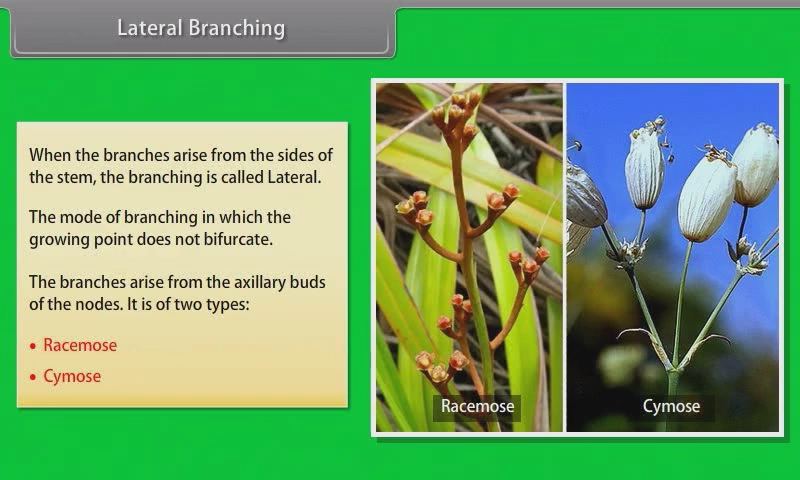 Lateral Branching
When the branches arise from the sides of
the stem, the branching is called Lateral.
The mode of branching in which the
growing point does not bifurcate.
The branches arise from the axillary buds
of the nodes. It is of two types:
• Racemose
• Cymose
Racemose
Cymose